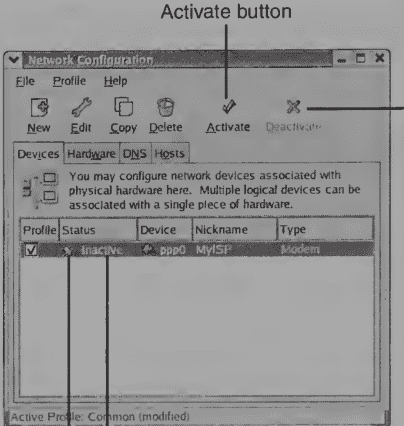 Activate button
Network Configuration
File Profile Help
New Edit Copy Delete Activate Deactivate
Devices Hardware DNS Hosts
You may configure network devices associated with
physical hardware here. Multiple logical devices can be
associated with a single piece of hardware.
Profile Status Device Nickname Type
Inactive ppp0 MyISP Modem
Active Profile: Common (modified)